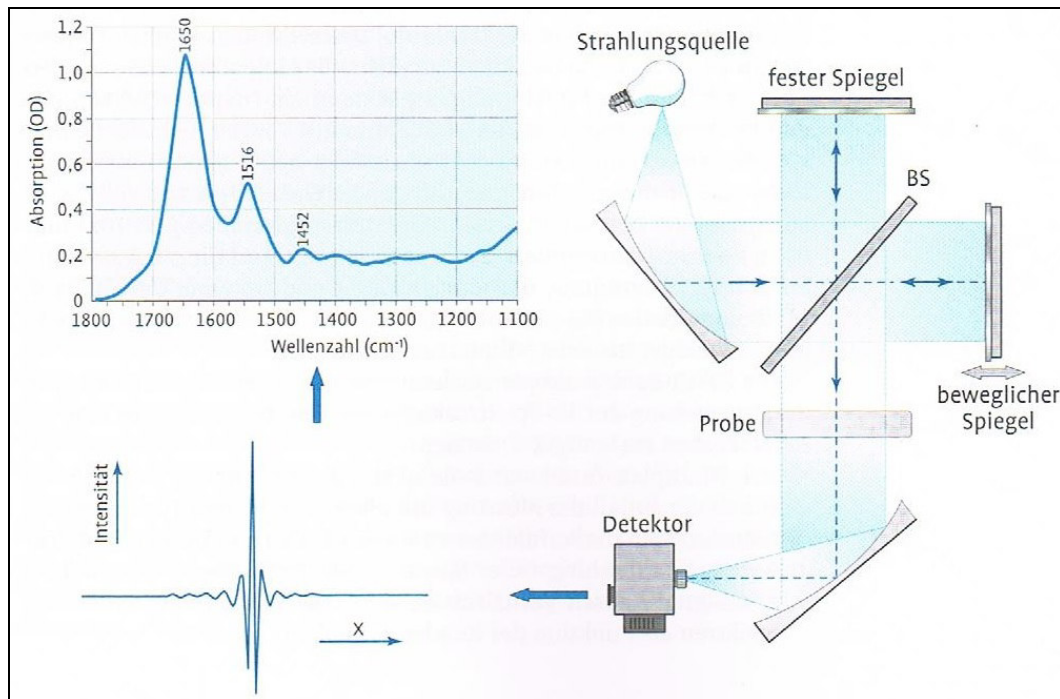 1,2
1,0
0,8
0,6
0,4
0,2
0
Absorption (OD)
1650
1516
1452
1800 1700 1600 1500 1400 1300 1200 1100
Wellenzahl (cm⁻¹)
Strahlungsquelle
fester Spiegel
BS
beweglicher
Spiegel
Probe
Detektor
Intensität
X